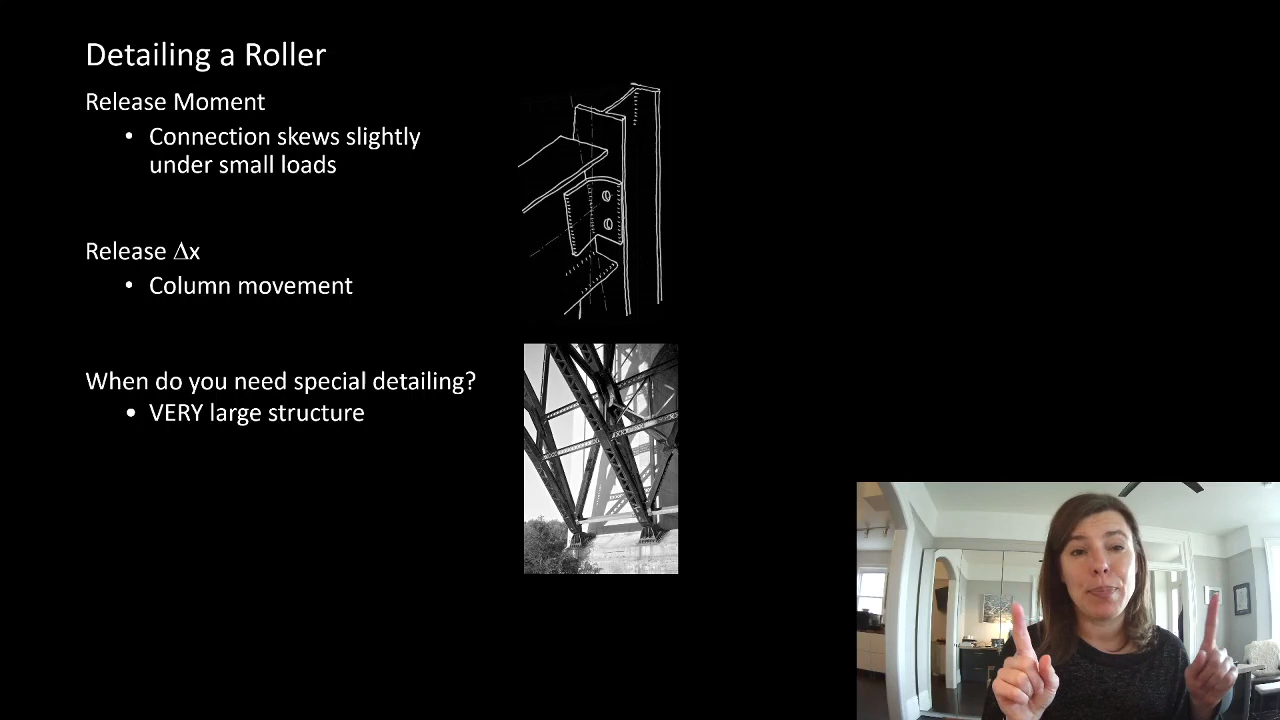 Detailing a Roller
Release Moment
• Connection skews slightly
under small loads
Release Δx
• Column movement
When do you need special detailing?
• VERY large structure